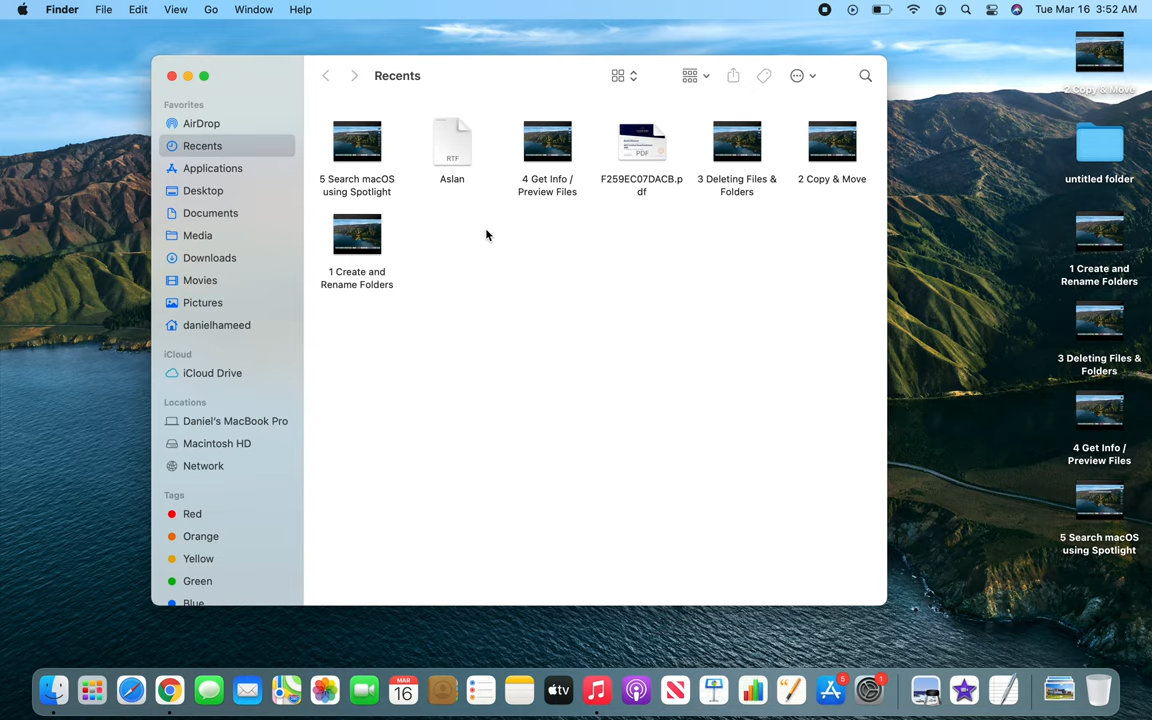 Finder File Edit View Go Window Help Tue Mar 16 3:52 AM
Recents
Favorites
AirDrop
Recents
Applications
Desktop
Documents
Media
Downloads
Movies
Pictures
danielhameed
iCloud
iCloud Drive
Locations
Daniel's MacBook Pro
Macintosh HD
Network
Tags
Red
Orange
Yellow
Green
Blue
5 Search macOS
using Spotlight
RTF
Aslan
4 Get Info /
Preview Files
PDF
F259EC07DACB.p
df
3 Deleting Files &
Folders
2 Copy & Move
1 Create and
Rename Folders
2 Copy & Move
untitled folder
1 Create and
Rename Folders
3 Deleting Files &
Folders
4 Get Info /
Preview Files
5 Search macOS
using Spotlight
MAR
16
tv
5
1